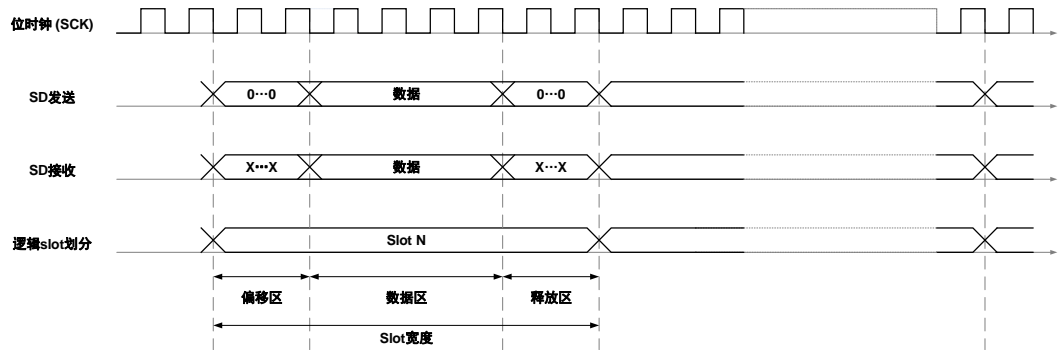 位时钟 (SCK)
SD发送
0…0
数据
0…0
SD接收
X…X
数据
X…X
逻辑slot划分
Slot N
偏移区
数据区
释放区
Slot宽度